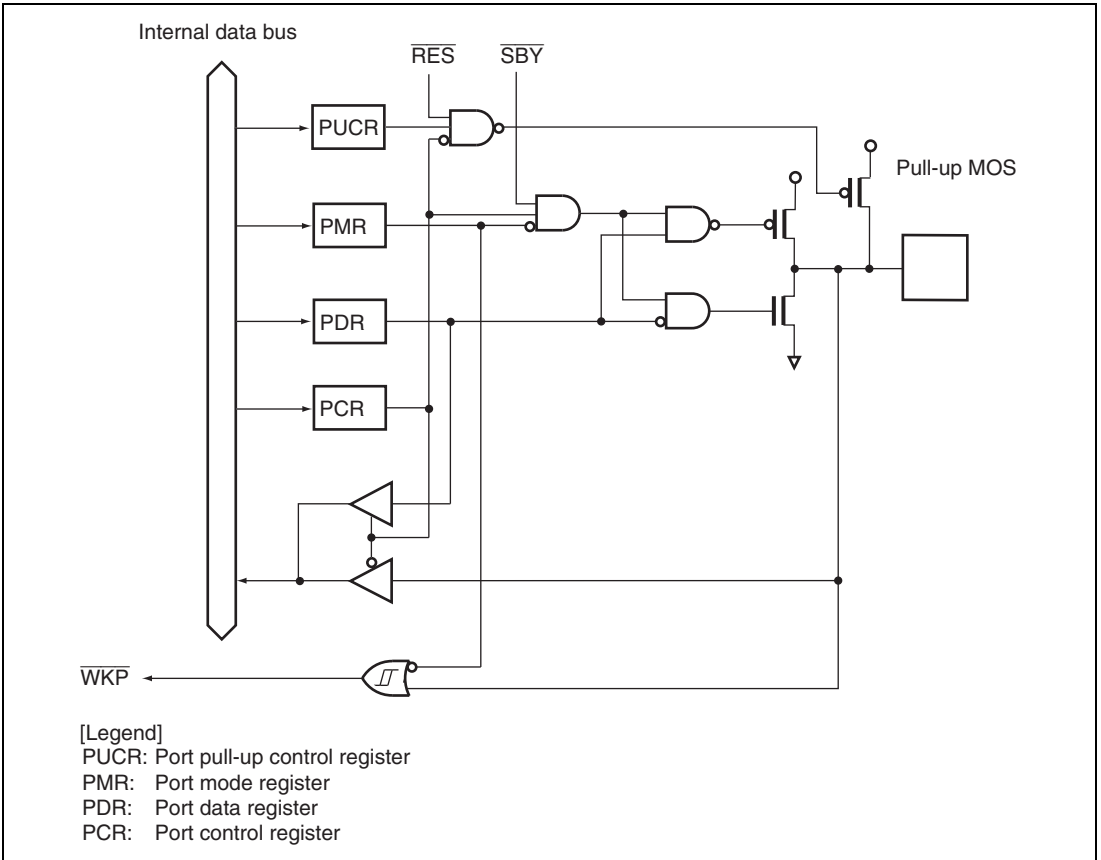 Internal data bus
RES
SBY
PUCR
Pull-up MOS
PMR
PDR
PCR
WKP
[Legend]
PUCR: Port pull-up control register
PMR: Port mode register
PDR: Port data register
PCR: Port control register